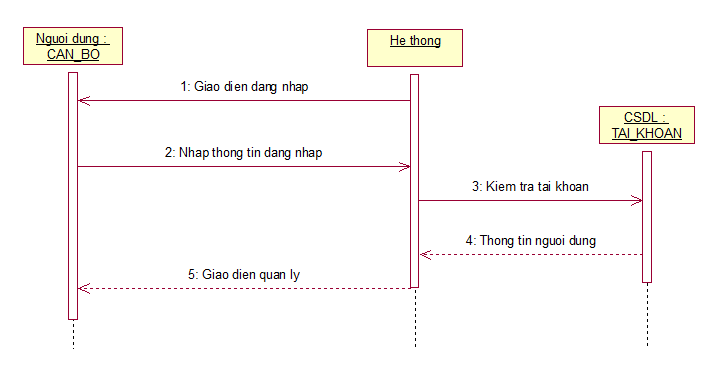 Nguoi dung :
CAN_BO
He thong
1: Giao dien dang nhap
CSDL :
TAI_KHOAN
2: Nhap thong tin dang nhap
3: Kiem tra tai khoan
4: Thong tin nguoi dung
5: Giao dien quan ly